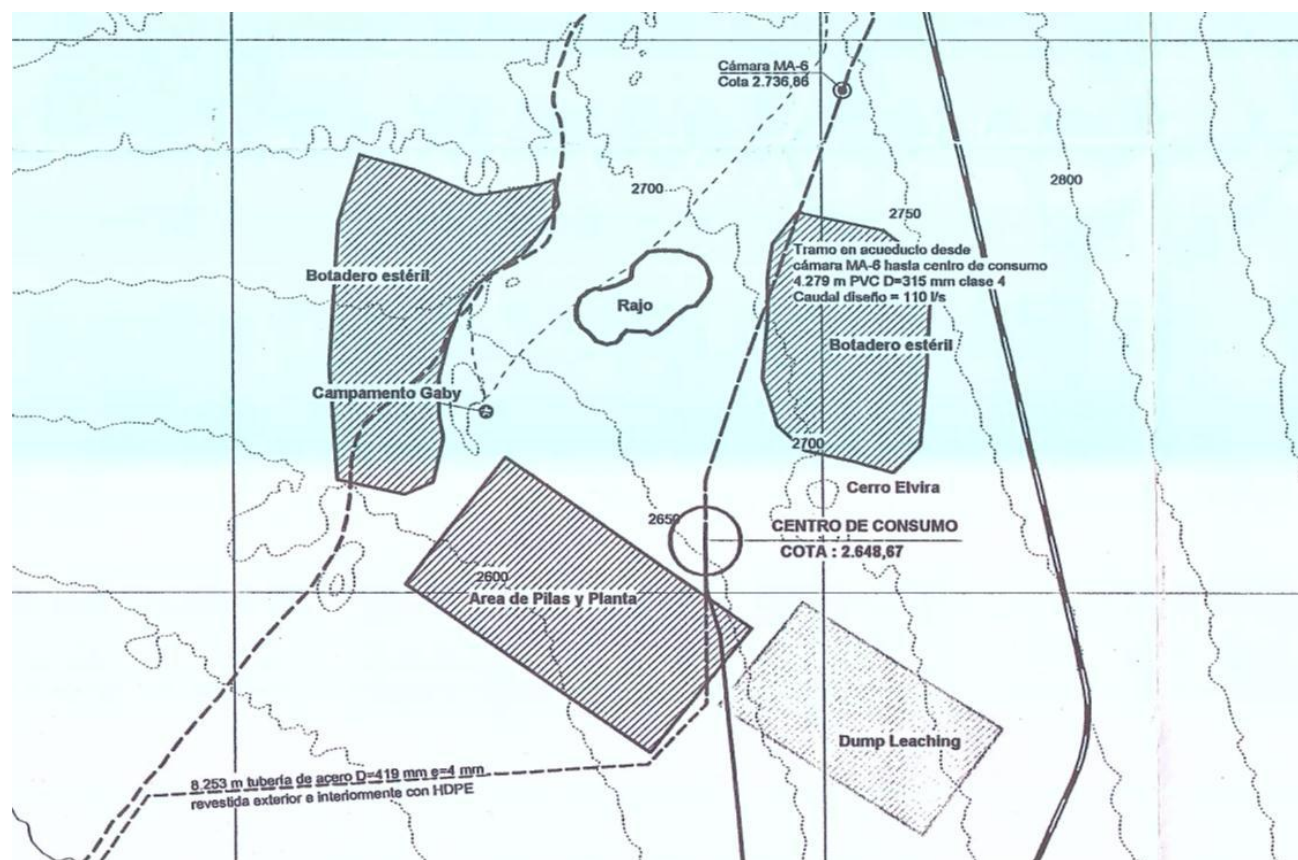 Cámara MA-6
Cota 2.736,86
2700
2800
2750
Tramo en acueducto desde
cámara MA-6 hasta centro de consumo
4.279 m PVC D=315 mm clase 4
Caudal diseño = 110 l/s
Botadero estéril
Rajo
Botadero estéril
Campamento Gaby
2700
Cerro Elvira
2650
CENTRO DE CONSUMO
COTA : 2.648,67
2600
Area de Pilas y Planta
Dump Leaching
8.253 m tubería de acero D=419 mm e=4 mm
revestida exterior e interiormente con HDPE